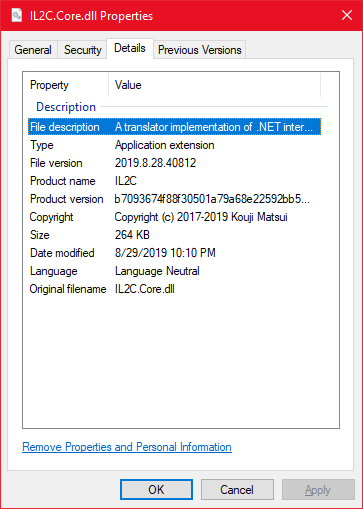 IL2C.Core.dll Properties
General Security Details Previous Versions
Property Value
Description
File description A translator implementation of .NET inter...
Type Application extension
File version 2019.8.28.40812
Product name IL2C
Product version b7093674f88f30501a79a68e22592bb5...
Copyright Copyright (c) 2017-2019 Kouji Matsui
Size 264 KB
Date modified 8/29/2019 10:10 PM
Language Language Neutral
Original filename IL2C.Core.dll
Remove Properties and Personal Information
OK Cancel Apply